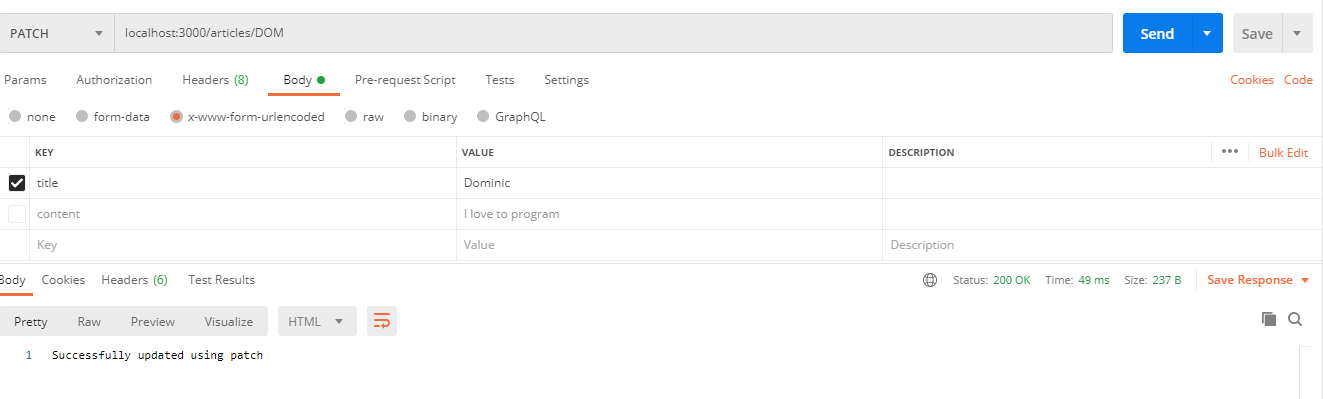 PATCH localhost:3000/articles/DOM Send Save
Params Authorization Headers (8) Body Pre-request Script Tests Settings Cookies Code
none form-data x-www-form-urlencoded raw binary GraphQL
KEY VALUE DESCRIPTION ••• Bulk Edit
title Dominic
content I love to program
Key Value Description
Body Cookies Headers (6) Test Results Status: 200 OK Time: 49 ms Size: 237 B Save Response
Pretty Raw Preview Visualize HTML
1 Successfully updated using patch